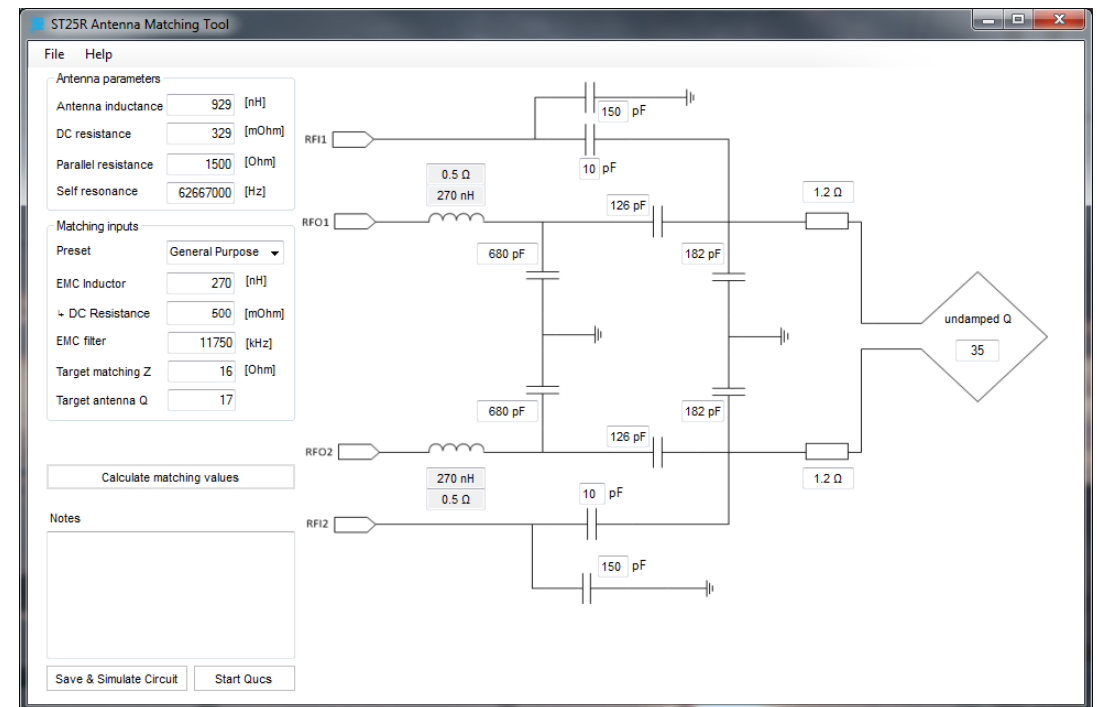 ST25R Antenna Matching Tool
File Help
Antenna parameters
Antenna inductance 929 [nH]
DC resistance 329 [mOhm]
Parallel resistance 1500 [Ohm]
Self resonance 62667000 [Hz]
Matching inputs
Preset General Purpose
EMC Inductor 270 [nH]
↳ DC Resistance 500 [mOhm]
EMC filter 11750 [kHz]
Target matching Z 16 [Ohm]
Target antenna Q 17
Calculate matching values
Notes
Save & Simulate Circuit Start Qucs
150 pF
RFI1
10 pF
0.5 Ω
270 nH
1.2 Ω
126 pF
RFO1
680 pF 182 pF
undamped Q
35
680 pF 182 pF
126 pF
RFO2
270 nH
0.5 Ω
1.2 Ω
10 pF
RFI2
150 pF